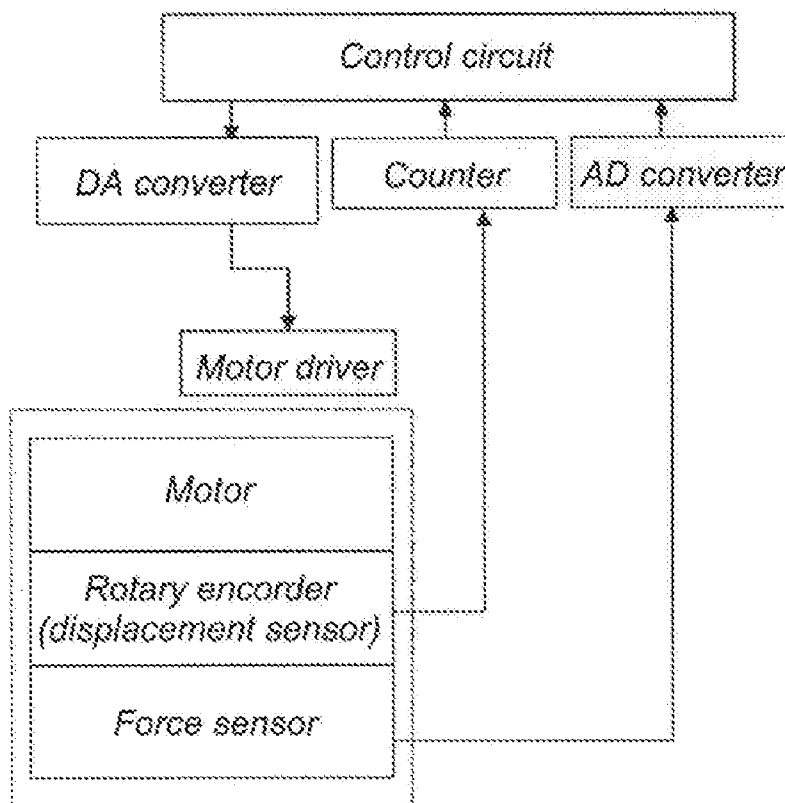 Control circuit
DA converter
Counter
AD converter
Motor driver
Motor
Rotary encorder
(displacement sensor)
Force sensor